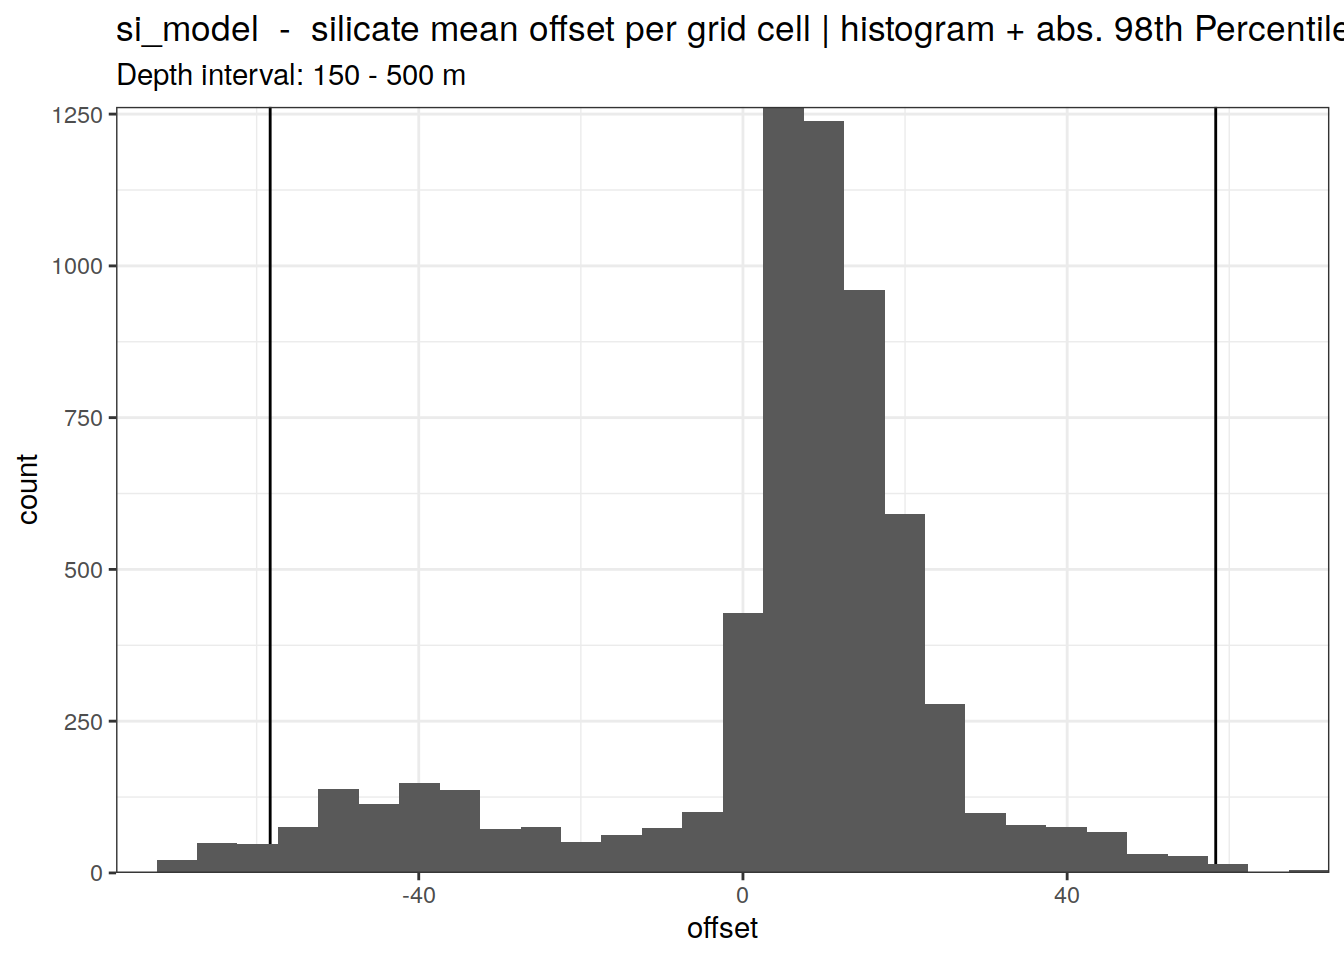 si_model  -  silicate mean offset per grid cell | histogram + abs. 98th Percentile
Depth interval: 150 - 500 m
1250
1000
750
500
250
0
count
-40
0
40
offset